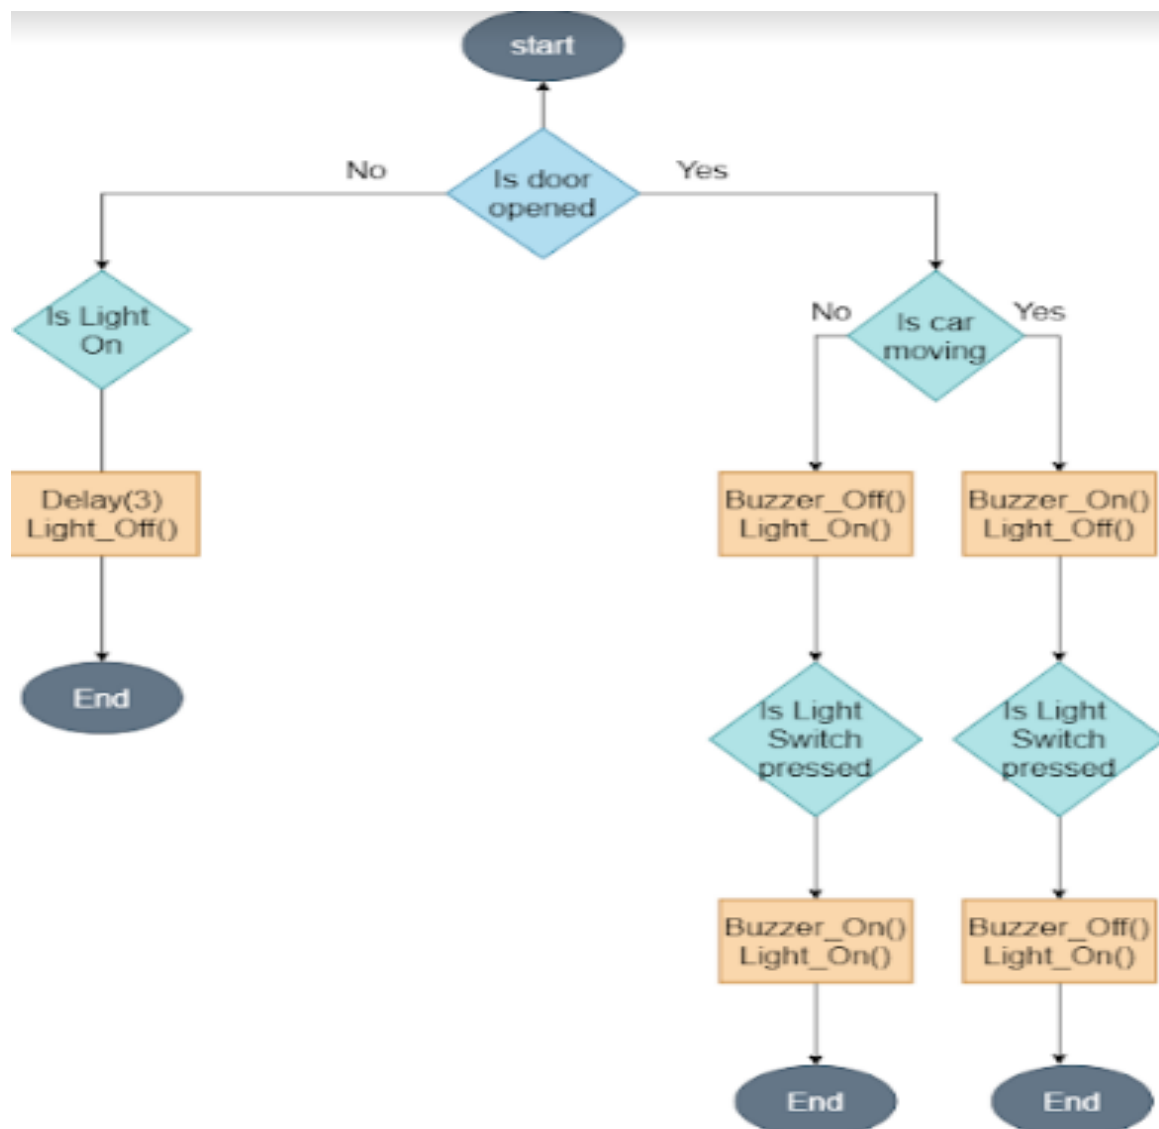 start
No
Yes
Is door
opened
Is Light
On
No
Yes
Is car
moving
Delay(3)
Light_Off()
Buzzer_Off()
Light_On()
Buzzer_On()
Light_Off()
End
Is Light
Switch
pressed
Is Light
Switch
pressed
Buzzer_On()
Light_On()
Buzzer_Off()
Light_On()
End
End